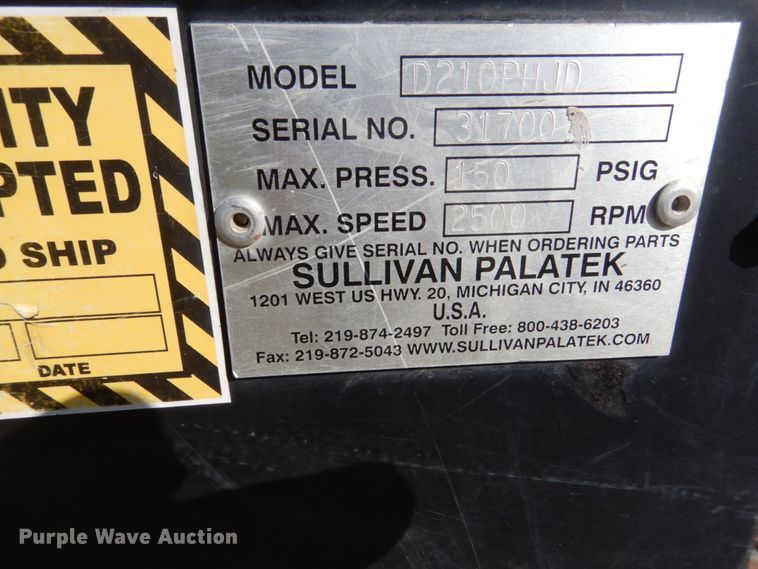 ITY
PTED
O SHIP
DATE
MODEL D210PHJD
SERIAL NO. 31700
MAX. PRESS. 150 PSIG
MAX. SPEED 2500 RPM
ALWAYS GIVE SERIAL NO. WHEN ORDERING PARTS
SULLIVAN PALATEK
1201 WEST US HWY. 20, MICHIGAN CITY, IN 46360
U.S.A.
Tel: 219-874-2497 Toll Free: 800-438-6203
Fax: 219-872-5043 WWW.SULLIVANPALATEK.COM
Purple Wave Auction